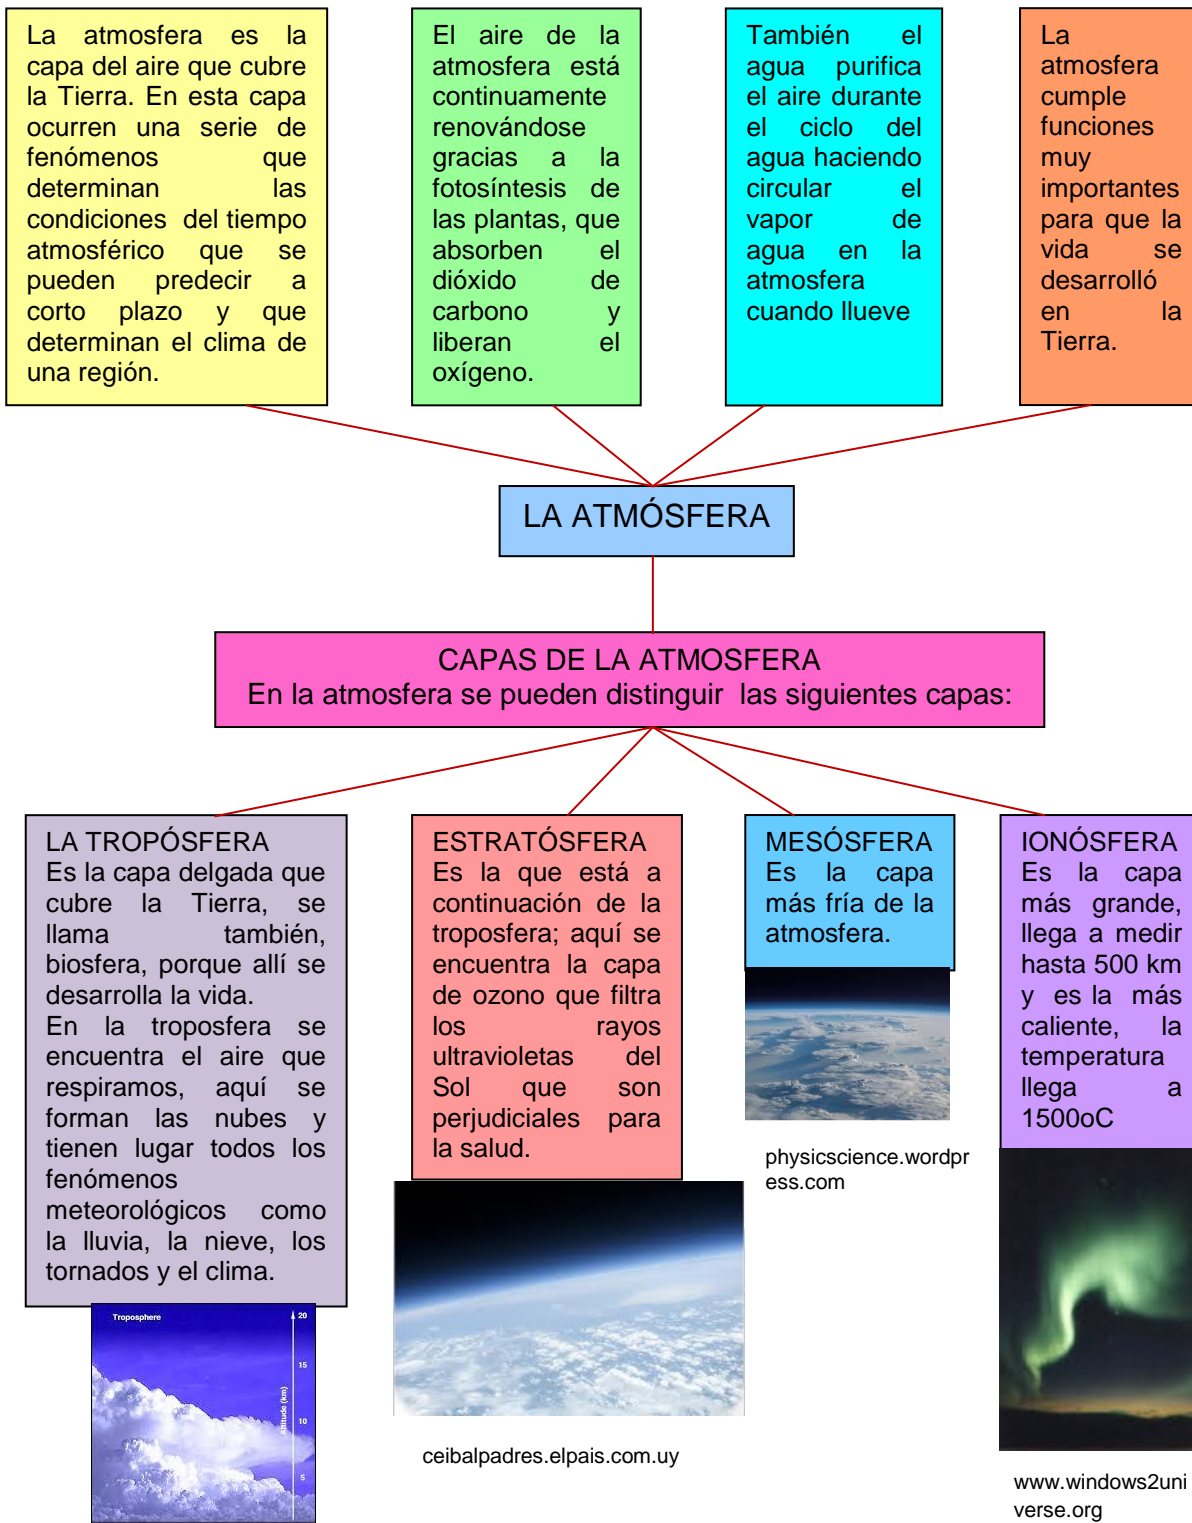 La atmosfera es la
capa del aire que cubre
la Tierra. En esta capa
ocurren una serie de
fenómenos que
determinan las
condiciones del tiempo
atmosférico que se
pueden predecir a
corto plazo y que
determinan el clima de
una región.
El aire de la
atmosfera está
continuamente
renovándose
gracias a la
fotosíntesis de
las plantas, que
absorben el
dióxido de
carbono y
liberan el
oxígeno.
También el
agua purifica
el aire durante
el ciclo del
agua haciendo
circular el
vapor de
agua en la
atmosfera
cuando llueve
La
atmosfera
cumple
funciones
muy
importantes
para que la
vida se
desarrolló
en la
Tierra.
LA ATMÓSFERA
CAPAS DE LA ATMOSFERA
En la atmosfera se pueden distinguir las siguientes capas:
LA TROPÓSFERA
Es la capa delgada que
cubre la Tierra, se
llama también,
biosfera, porque allí se
desarrolla la vida.
En la troposfera se
encuentra el aire que
respiramos, aquí se
forman las nubes y
tienen lugar todos los
fenómenos
meteorológicos como
la lluvia, la nieve, los
tornados y el clima.
Troposphere
20
15
10
5
Altitude (km)
ESTRATÓSFERA
Es la que está a
continuación de la
troposfera; aquí se
encuentra la capa
de ozono que filtra
los rayos
ultravioletas del
Sol que son
perjudiciales para
la salud.
ceibalpadres.elpais.com.uy
MESÓSFERA
Es la capa
más fría de la
atmosfera.
physicscience.wordpr
ess.com
IONÓSFERA
Es la capa
más grande,
llega a medir
hasta 500 km
y es la más
caliente, la
temperatura
llega a
1500oC
www.windows2uni
verse.org